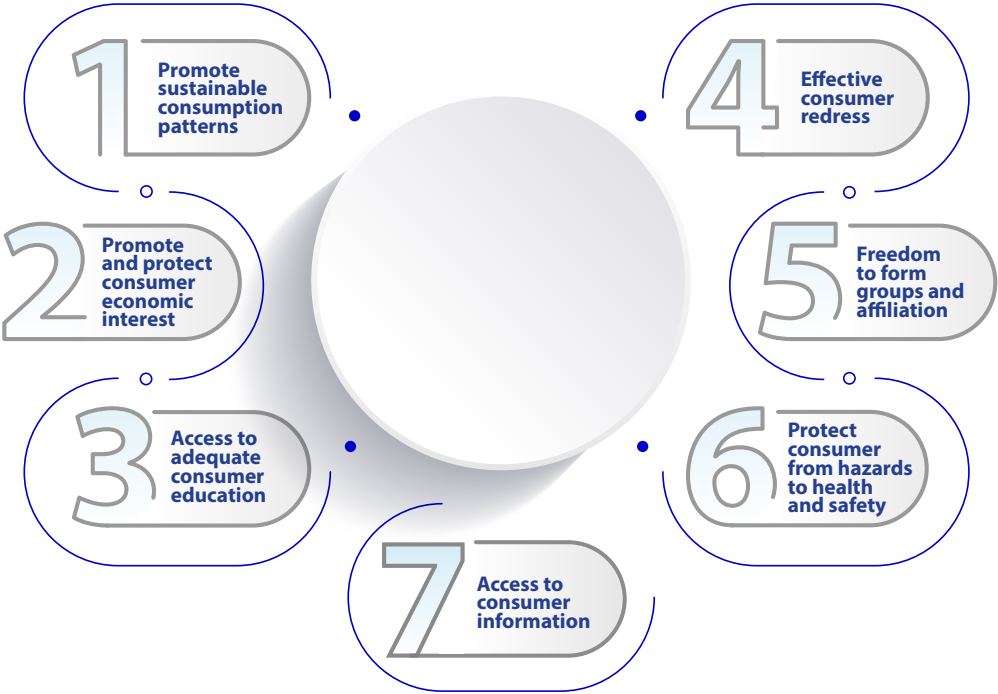 1
Promote
sustainable
consumption
patterns
2
Promote
and protect
consumer
economic
interest
3
Access to
adequate
consumer
education
4
Effective
consumer
redress
5
Freedom
to form
groups and
affiliation
6
Protect
consumer
from hazards
to health
and safety
7
Access to
consumer
information